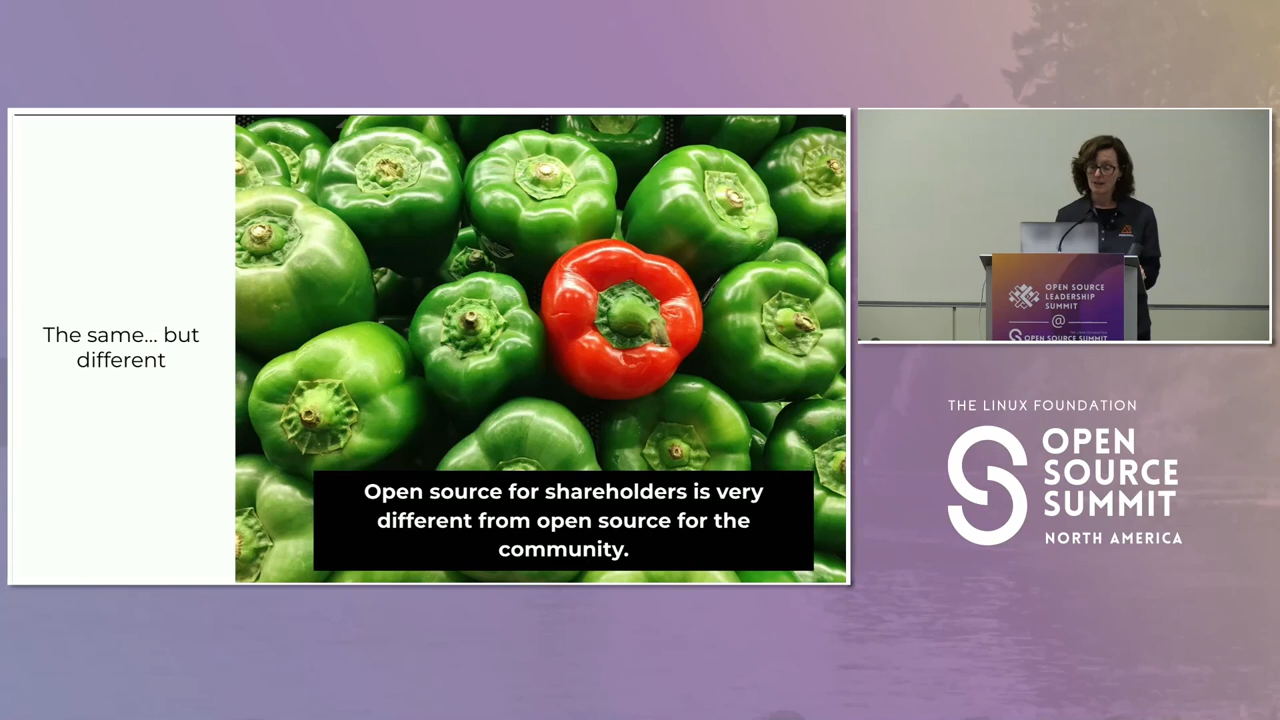 The same... but
different
Open source for shareholders is very
different from open source for the
community.
OPEN SOURCE
LEADERSHIP
SUMMIT
@
OPEN SOURCE SUMMIT
THE LINUX FOUNDATION
OPEN
SOURCE
SUMMIT
NORTH AMERICA